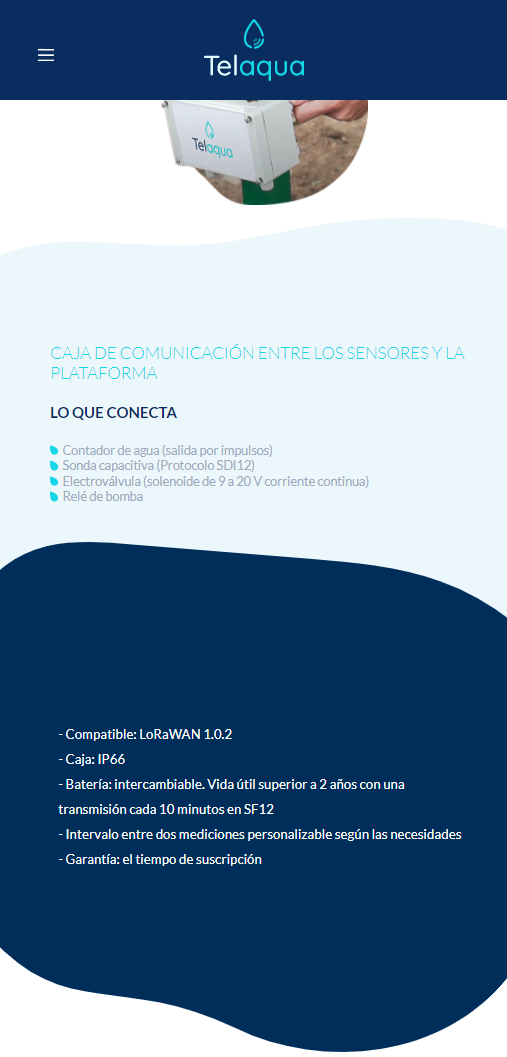 Telaqua
Telaqua
CAJA DE COMUNICACIÓN ENTRE LOS SENSORES Y LA
PLATAFORMA
LO QUE CONECTA
Contador de agua (salida por impulsos)
Sonda capacitiva (Protocolo SDI12)
Electroválvula (solenoide de 9 a 20 V corriente continua)
Relé de bomba
- Compatible: LoRaWAN 1.0.2
- Caja: IP66
- Batería: intercambiable. Vida útil superior a 2 años con una
transmisión cada 10 minutos en SF12
- Intervalo entre dos mediciones personalizable según las necesidades
- Garantía: el tiempo de suscripción